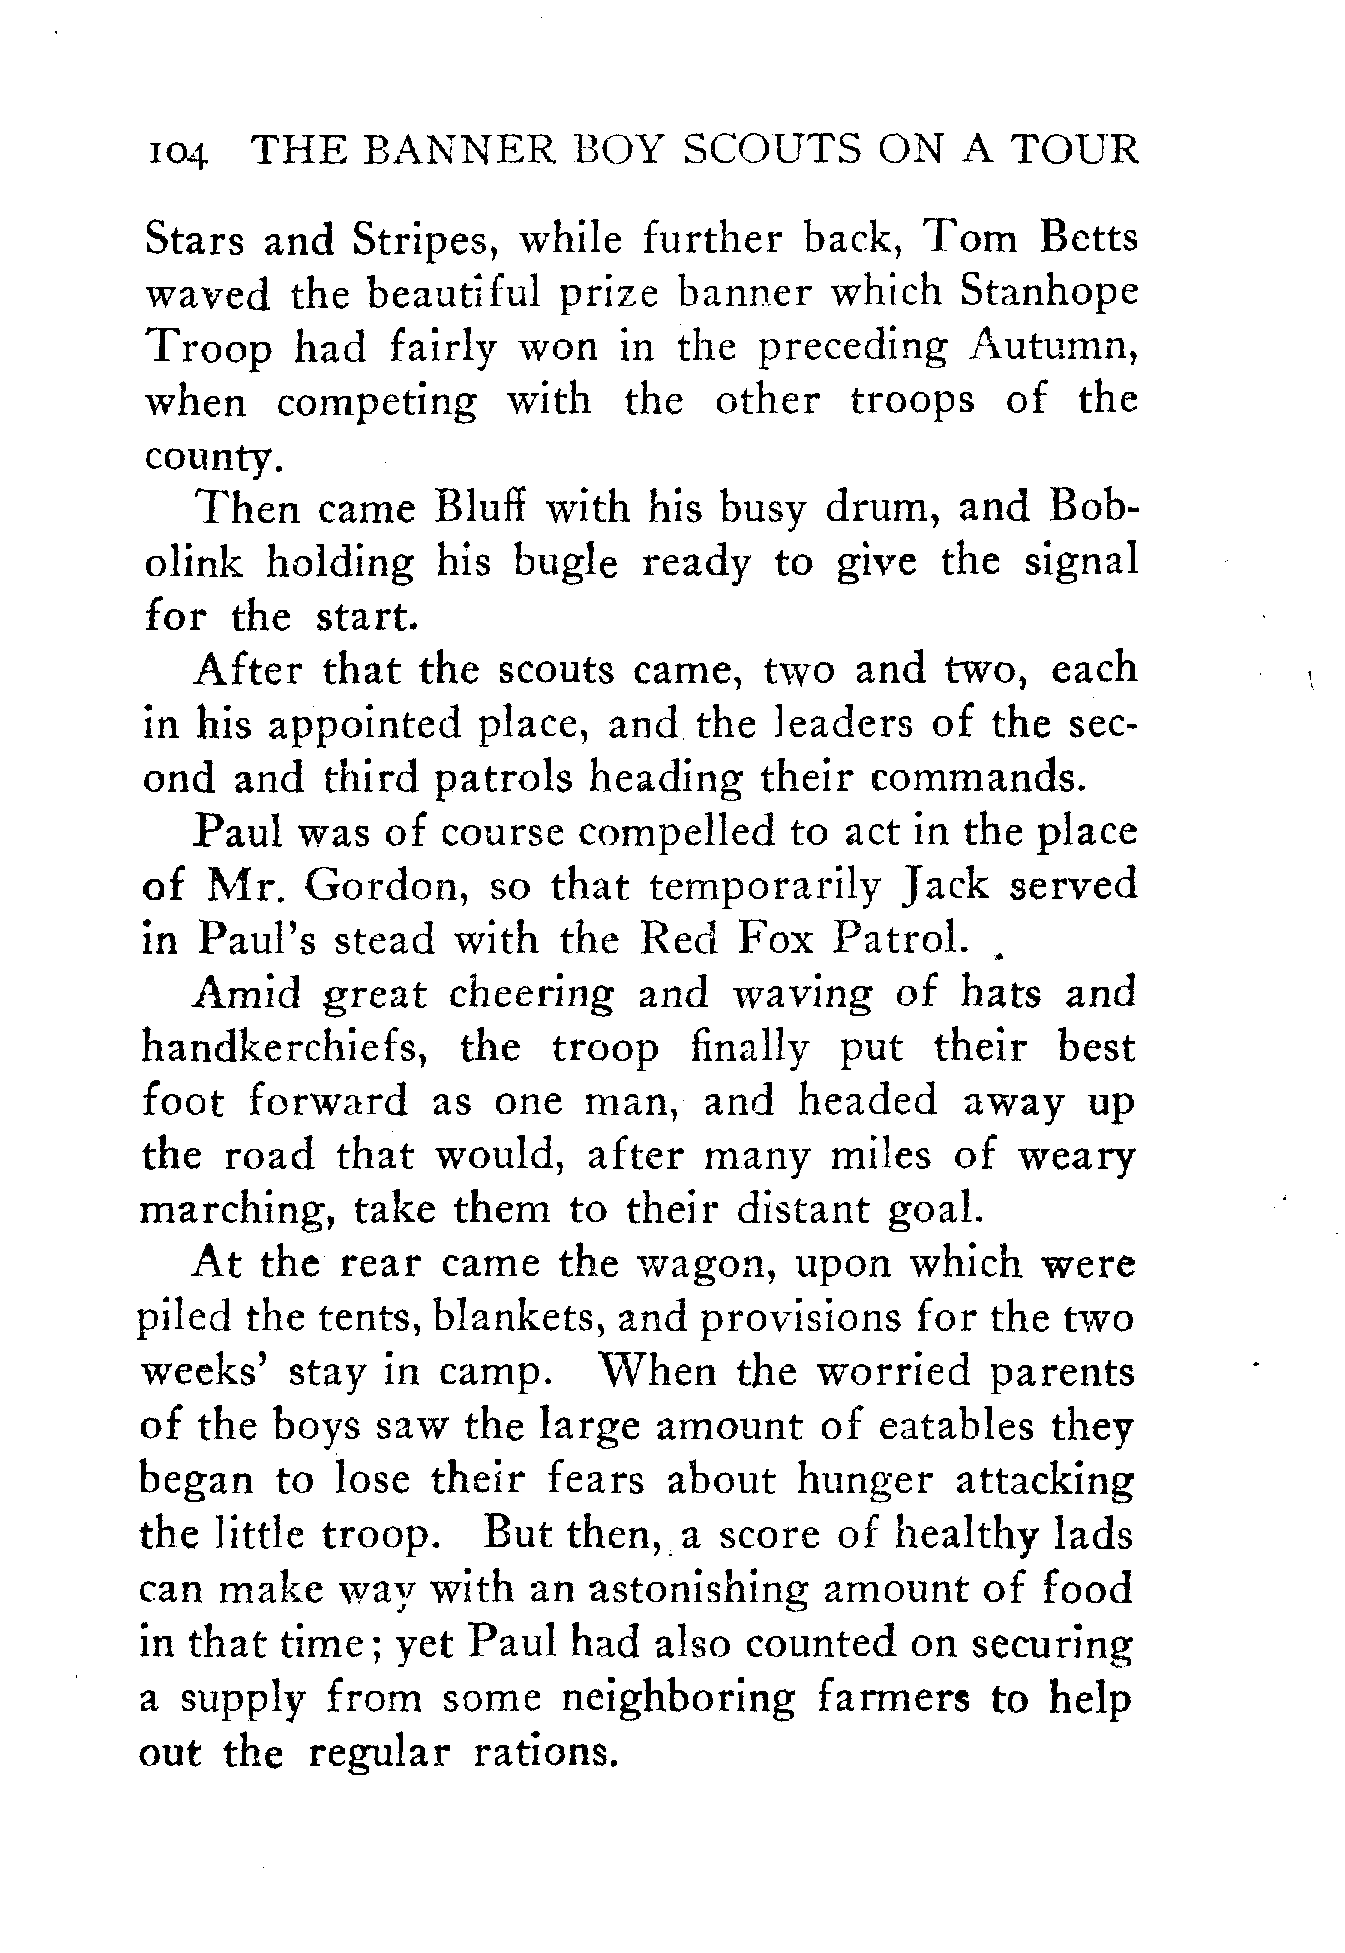 104 THE BANNER BOY SCOUTS ON A TOUR
Stars and Stripes, while further back, Tom Betts
waved the beautiful prize banner which Stanhope
Troop had fairly won in the preceding Autumn,
when competing with the other troops of the
county.
Then came Bluff with his busy drum, and Bob-
olink holding his bugle ready to give the signal
for the start.
After that the scouts came, two and two, each
in his appointed place, and the leaders of the sec-
ond and third patrols heading their commands.
Paul was of course compelled to act in the place
of Mr. Gordon, so that temporarily Jack served
in Paul's stead with the Red Fox Patrol.
Amid great cheering and waving of hats and
handkerchiefs, the troop finally put their best
foot forward as one man, and headed away up
the road that would, after many miles of weary
marching, take them to their distant goal.
At the rear came the wagon, upon which were
piled the tents, blankets, and provisions for the two
weeks' stay in camp. When the worried parents
of the boys saw the large amount of eatables they
began to lose their fears about hunger attacking
the little troop. But then, a score of healthy lads
can make way with an astonishing amount of food
in that time; yet Paul had also counted on securing
a supply from some neighboring farmers to help
out the regular rations.